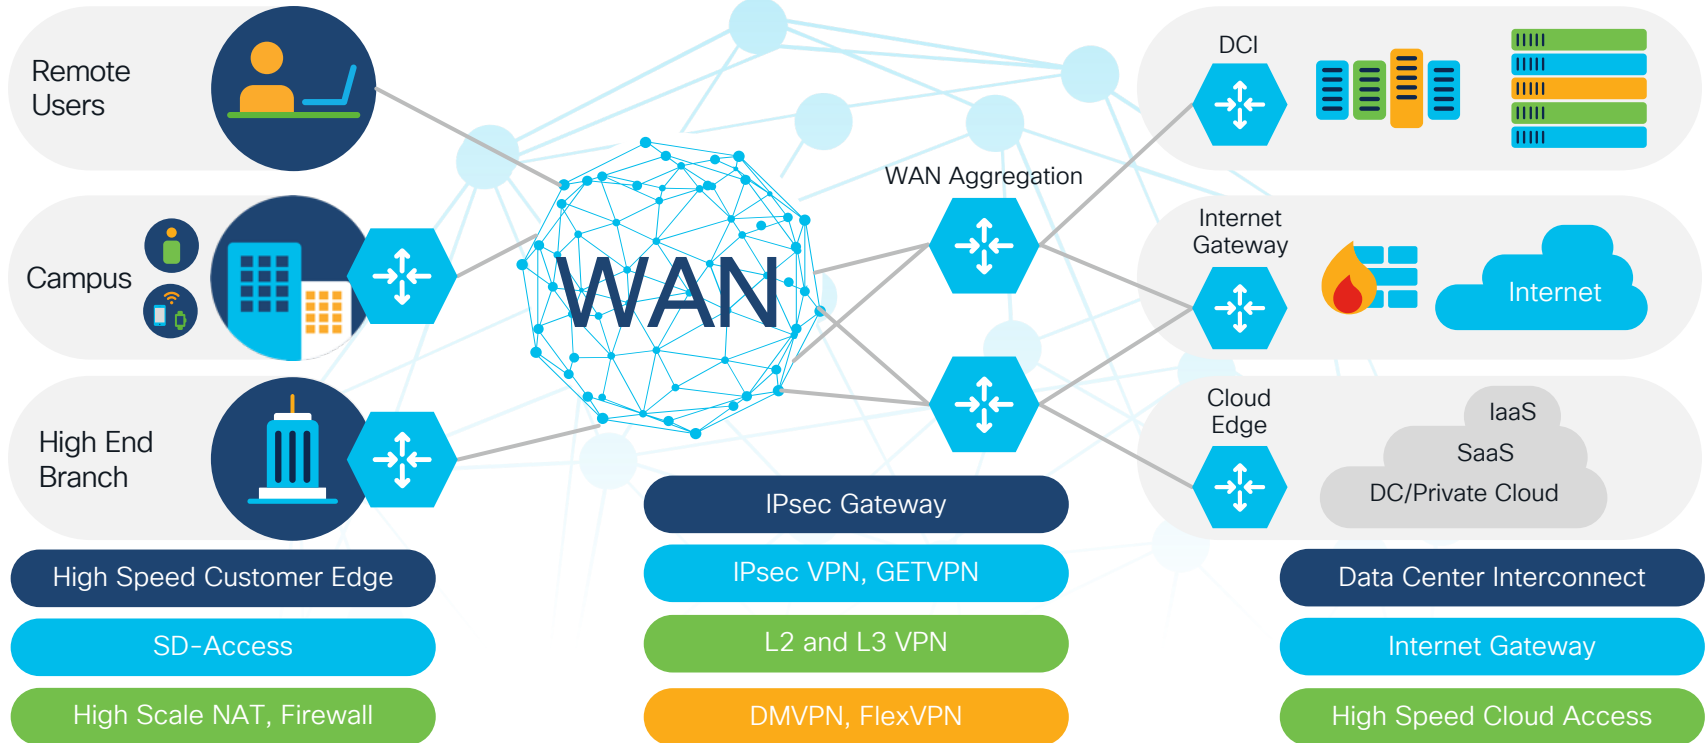 Remote
Users
Campus
High End
Branch
WAN
WAN Aggregation
DCI
Internet
Gateway
Internet
Cloud
Edge
IaaS
SaaS
DC/Private Cloud
High Speed Customer Edge
SD-Access
High Scale NAT, Firewall
IPsec Gateway
IPsec VPN, GETVPN
L2 and L3 VPN
DMVPN, FlexVPN
Data Center Interconnect
Internet Gateway
High Speed Cloud Access